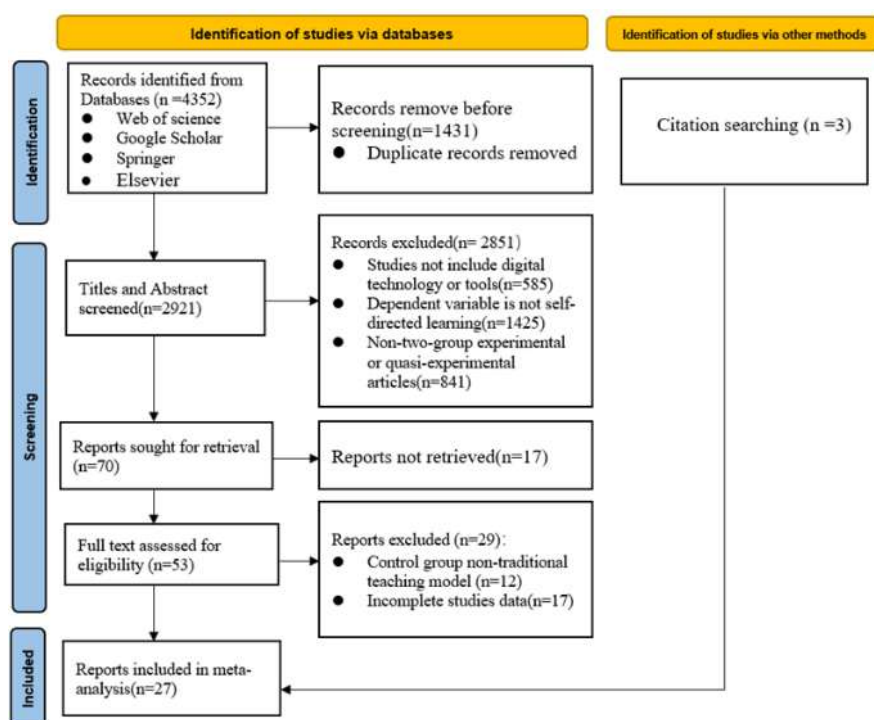 Identification of studies via databases
Identification of studies via other methods
Identification
Records identified from
Databases (n =4352)
● Web of science
● Google Scholar
● Springer
● Elsevier
Records remove before
screening(n=1431)
● Duplicate records removed
Citation searching (n =3)
Screening
Titles and Abstract
screened(n=2921)
Records excluded(n= 2851)
● Studies not include digital
technology or tools(n=585)
● Dependent variable is not self-
directed learning(n=1425)
● Non-two-group experimental
or quasi-experimental
articles(n=841)
Reports sought for retrieval
(n=70)
Reports not retrieved(n=17)
Full text assessed for
eligibility (n=53)
Reports excluded (n=29):
● Control group non-traditional
teaching model (n=12)
● Incomplete studies data(n=17)
Included
Reports included in meta-
analysis(n=27)